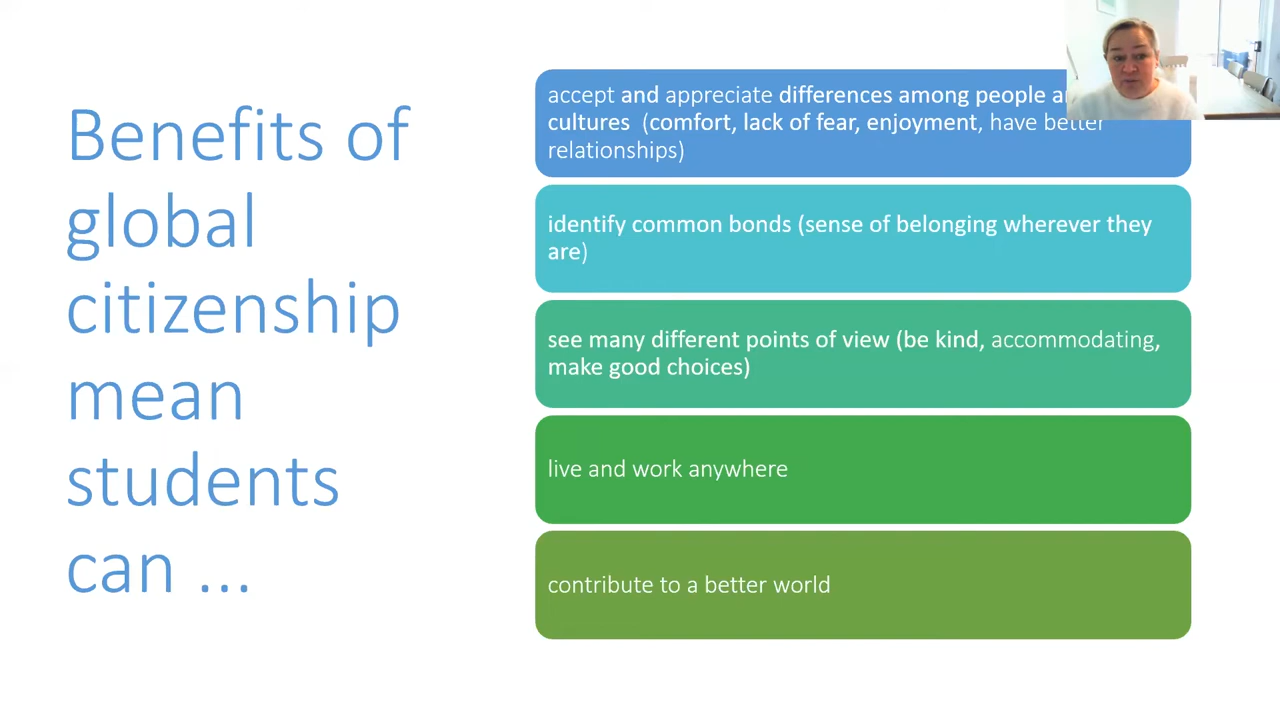 Benefits of
global
citizenship
mean
students
can ...
accept and appreciate differences among people
cultures (comfort, lack of fear, enjoyment, have better
relationships)
identify common bonds (sense of belonging wherever they
are)
see many different points of view (be kind, accommodating,
make good choices)
live and work anywhere
contribute to a better world